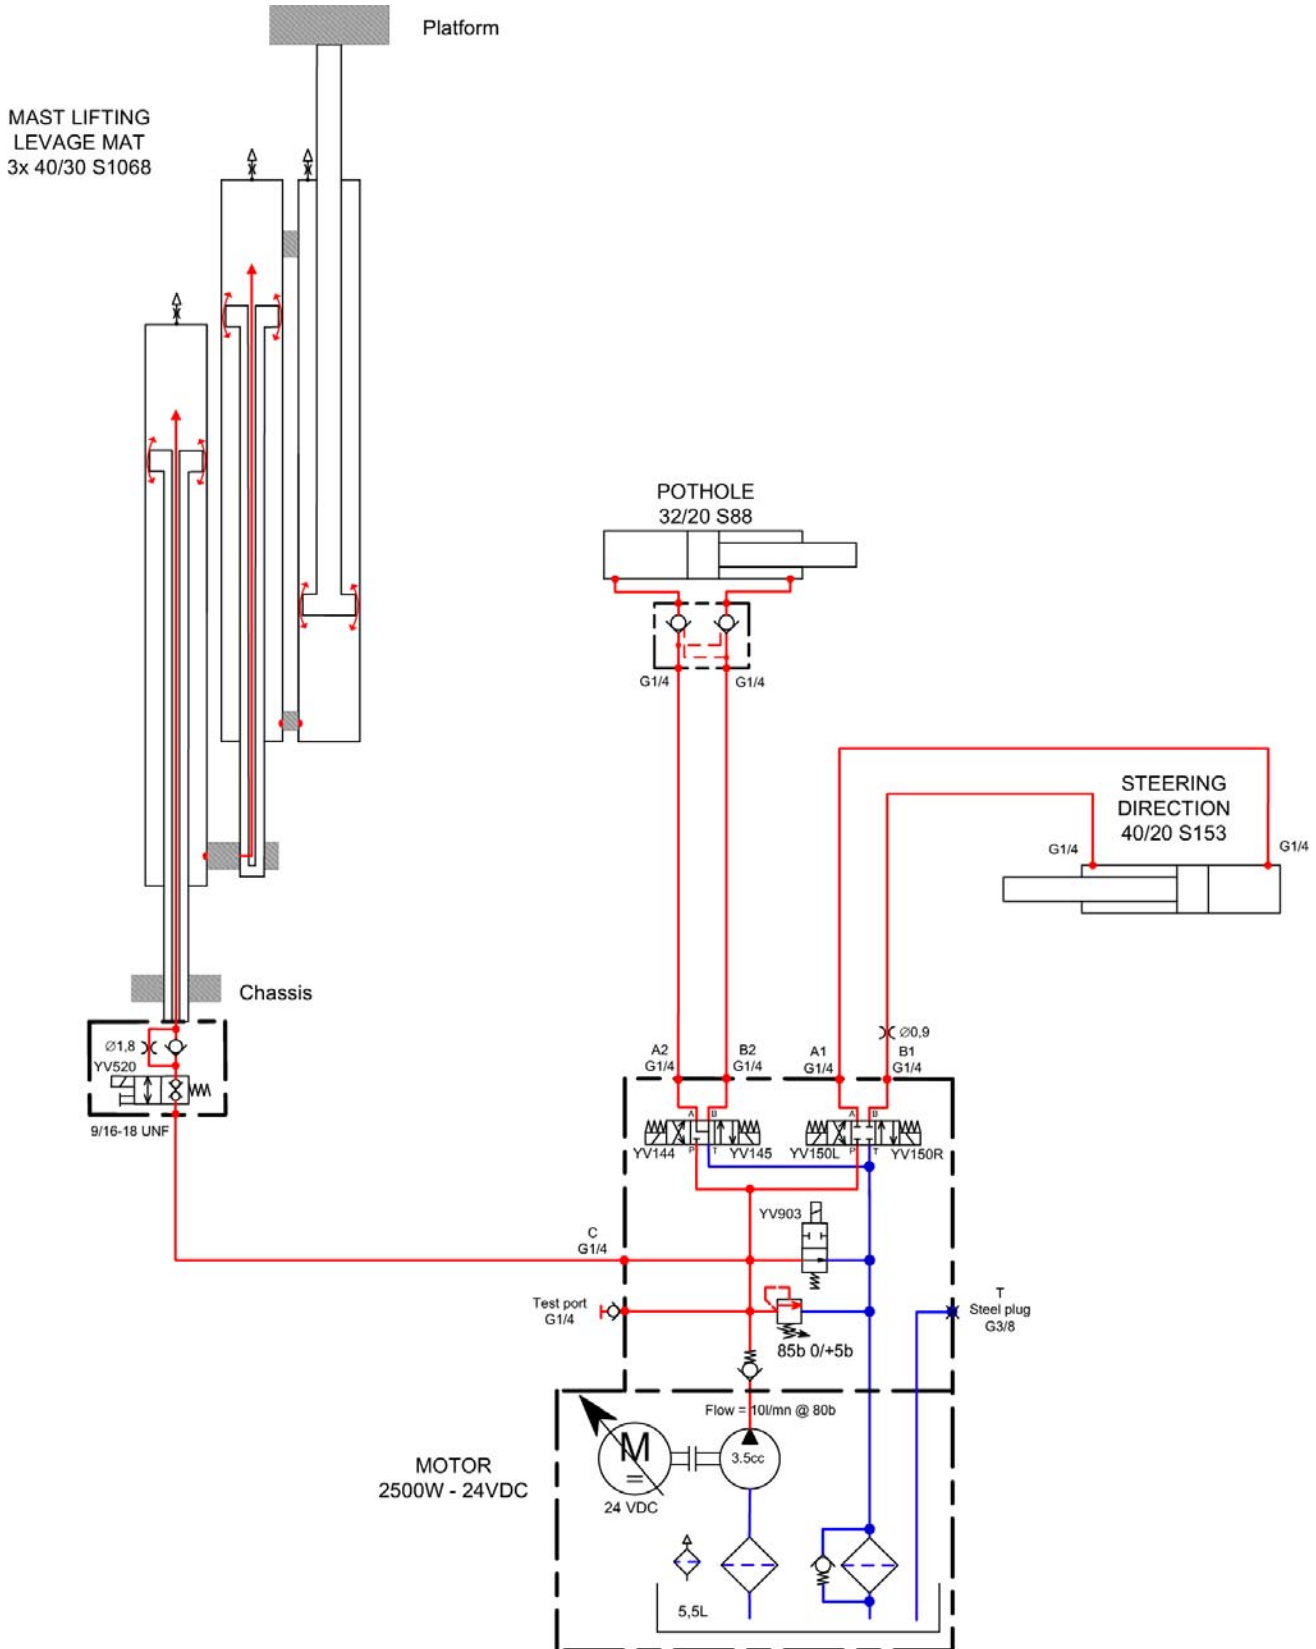 Platform
MAST LIFTING
LEVAGE MAT
3x 40/30 S1068
POTHOLE
32/20 S88
G1/4
G1/4
STEERING
DIRECTION
40/20 S153
G1/4
G1/4
Chassis
Ø1,8
YV520
9/16-18 UNF
Ø0,9
A2
G1/4
B2
G1/4
A1
G1/4
B1
G1/4
A
B
A
B
YV144
P
T
YV145
YV150L
P
T
YV150R
YV903
C
G1/4
Test port
G1/4
T
Steel plug
G3/8
85b 0/+5b
Flow = 10l/mn @ 80b
MOTOR
2500W - 24VDC
M
=
24 VDC
3.5cc
5,5L